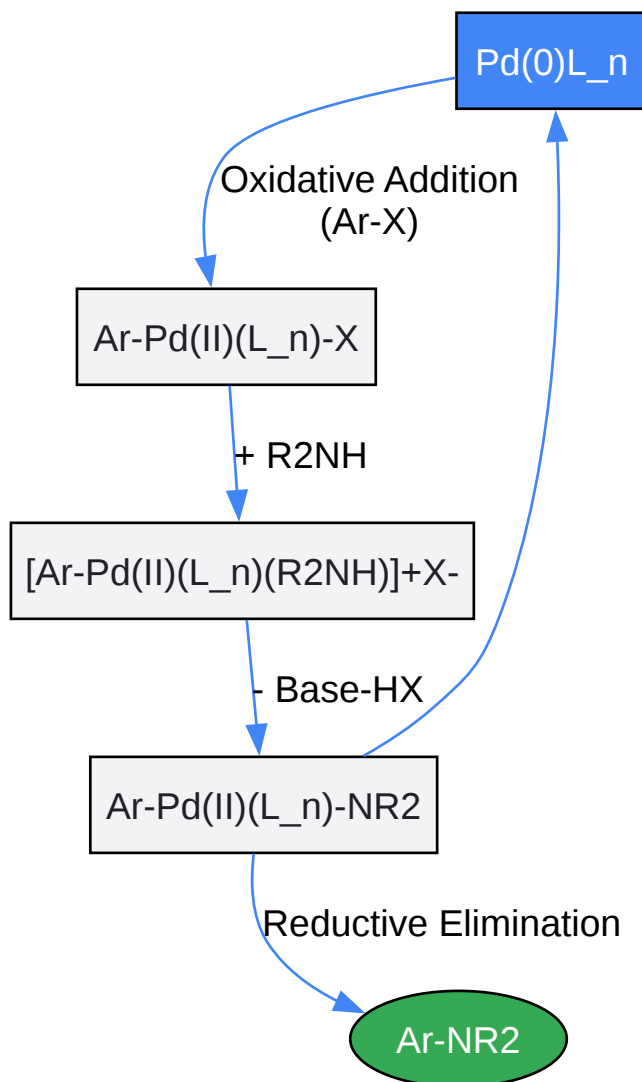 Pd(0)L_n
Oxidative Addition
(Ar-X)
Ar-Pd(II)(L_n)-X
+ R2NH
[Ar-Pd(II)(L_n)(R2NH)]+X-
- Base-HX
Ar-Pd(II)(L_n)-NR2
Reductive Elimination
Ar-NR2